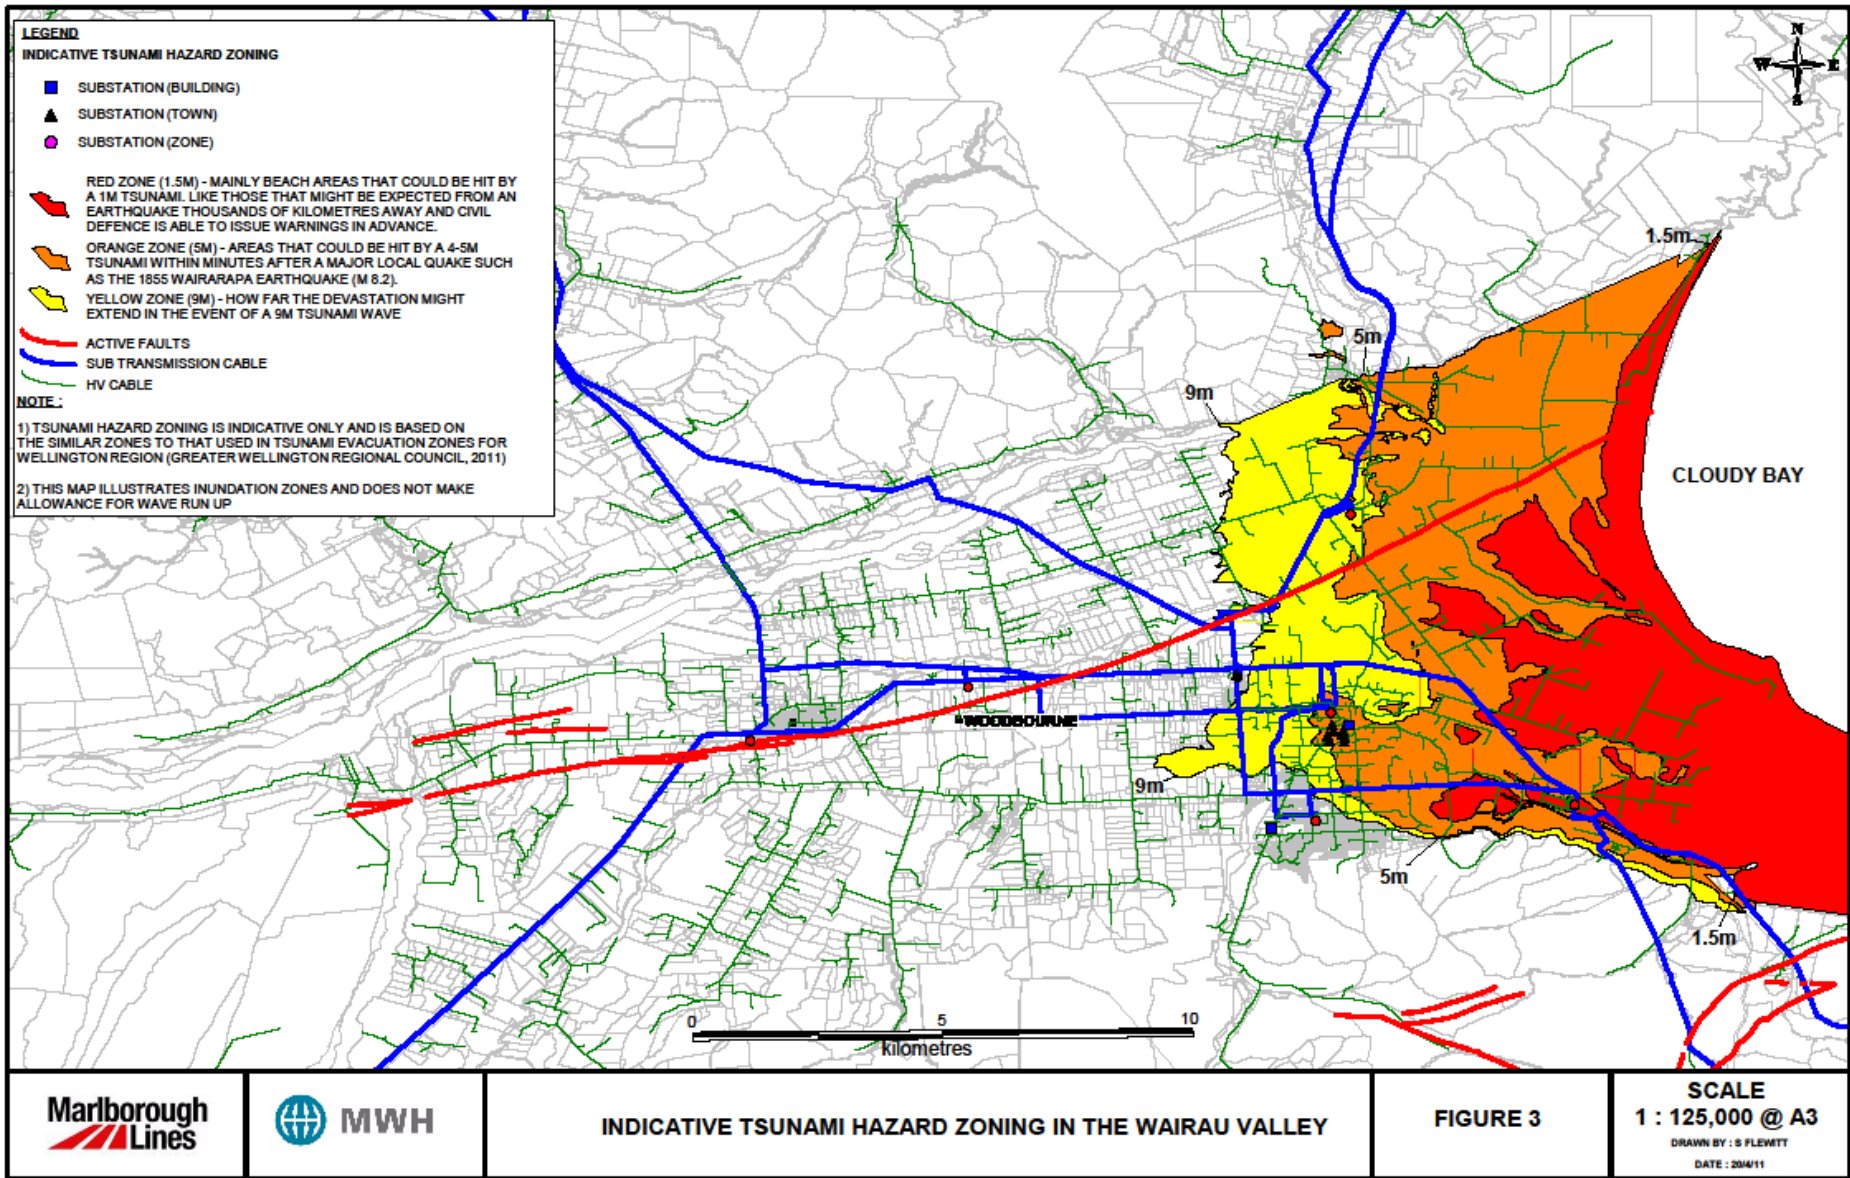 LEGEND
INDICATIVE TSUNAMI HAZARD ZONING
SUBSTATION (BUILDING)
SUBSTATION (TOWN)
SUBSTATION (ZONE)
RED ZONE (1.5M) - MAINLY BEACH AREAS THAT COULD BE HIT BY
A 1M TSUNAMI. LIKE THOSE THAT MIGHT BE EXPECTED FROM AN
EARTHQUAKE THOUSANDS OF KILOMETRES AWAY AND CIVIL
DEFENCE IS ABLE TO ISSUE WARNINGS IN ADVANCE.
ORANGE ZONE (5M) - AREAS THAT COULD BE HIT BY A 4-5M
TSUNAMI WITHIN MINUTES AFTER A MAJOR LOCAL QUAKE SUCH
AS THE 1855 WAIRARAPA EARTHQUAKE (M 8.2).
YELLOW ZONE (9M) - HOW FAR THE DEVASTATION MIGHT
EXTEND IN THE EVENT OF A 9M TSUNAMI WAVE
ACTIVE FAULTS
SUB TRANSMISSION CABLE
HV CABLE
NOTE :
1) TSUNAMI HAZARD ZONING IS INDICATIVE ONLY AND IS BASED ON
THE SIMILAR ZONES TO THAT USED IN TSUNAMI EVACUATION ZONES FOR
WELLINGTON REGION (GREATER WELLINGTON REGIONAL COUNCIL, 2011)
2) THIS MAP ILLUSTRATES INUNDATION ZONES AND DOES NOT MAKE
ALLOWANCE FOR WAVE RUN UP
N
W E
S
1.5m
5m
9m
CLOUDY BAY
WOODBOURNE
9m
5m
1.5m
0 5 10
kilometres
Marlborough
Lines
MWH
INDICATIVE TSUNAMI HAZARD ZONING IN THE WAIRAU VALLEY
FIGURE 3
SCALE
1 : 125,000 @ A3
DRAWN BY : S FLEWITT
DATE : 20/4/11